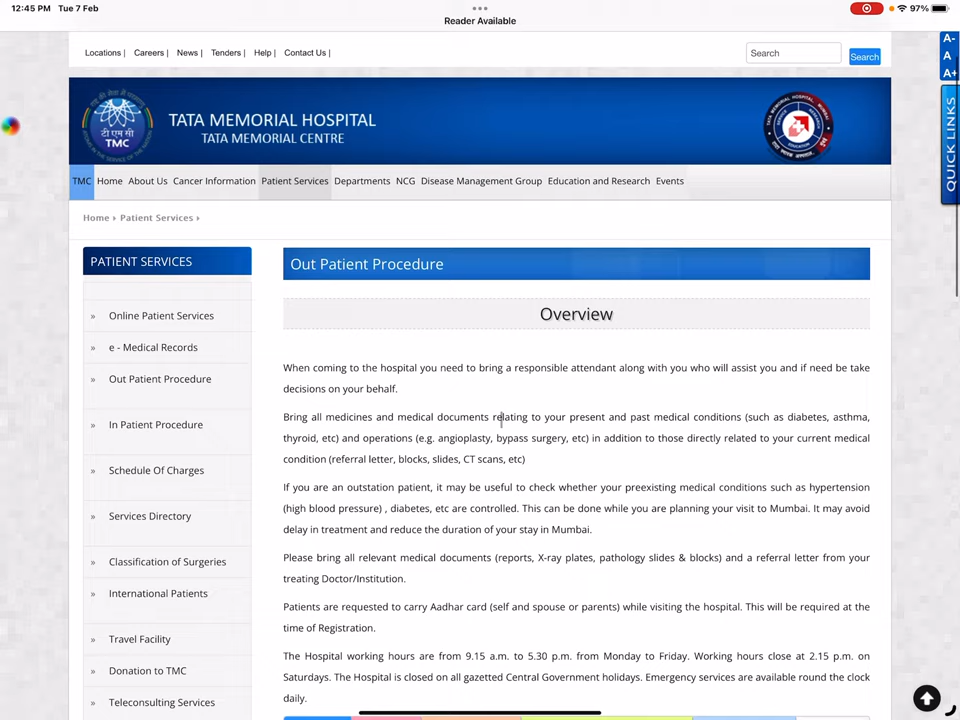 12:45 PM Tue 7 Feb
97%
Reader Available
Locations | Careers | News | Tenders | Help | Contact Us |
Search
Search
A-
A
A+
QUICK LINKS
टी एम सी
TMC
TATA MEMORIAL HOSPITAL
TATA MEMORIAL CENTRE
TMC Home About Us Cancer Information Patient Services Departments NCG Disease Management Group Education and Research Events
Home Patient Services
PATIENT SERVICES
» Online Patient Services
» e - Medical Records
» Out Patient Procedure
» In Patient Procedure
» Schedule Of Charges
» Services Directory
» Classification of Surgeries
» International Patients
» Travel Facility
» Donation to TMC
» Teleconsulting Services
Out Patient Procedure
Overview
When coming to the hospital you need to bring a responsible attendant along with you who will assist you and if need be take
decisions on your behalf.
Bring all medicines and medical documents relating to your present and past medical conditions (such as diabetes, asthma,
thyroid, etc) and operations (e.g. angioplasty, bypass surgery, etc) in addition to those directly related to your current medical
condition (referral letter, blocks, slides, CT scans, etc)
If you are an outstation patient, it may be useful to check whether your preexisting medical conditions such as hypertension
(high blood pressure) , diabetes, etc are controlled. This can be done while you are planning your visit to Mumbai. It may avoid
delay in treatment and reduce the duration of your stay in Mumbai.
Please bring all relevant medical documents (reports, X-ray plates, pathology slides & blocks) and a referral letter from your
treating Doctor/Institution.
Patients are requested to carry Aadhar card (self and spouse or parents) while visiting the hospital. This will be required at the
time of Registration.
The Hospital working hours are from 9.15 a.m. to 5.30 p.m. from Monday to Friday. Working hours close at 2.15 p.m. on
Saturdays. The Hospital is closed on all gazetted Central Government holidays. Emergency services are available round the clock
daily.